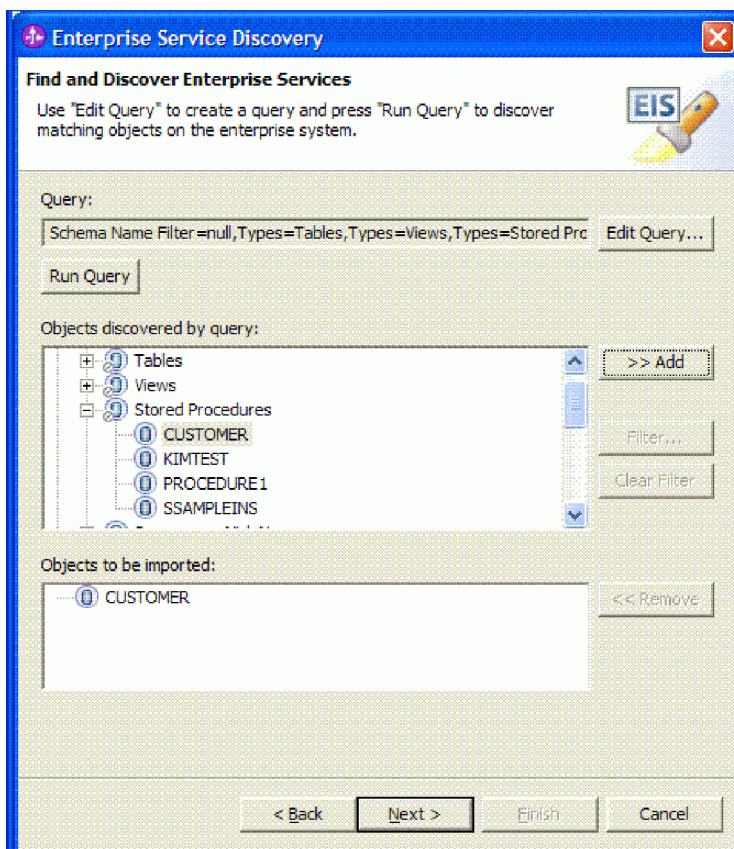 Enterprise Service Discovery
Find and Discover Enterprise Services
Use "Edit Query" to create a query and press "Run Query" to discover
matching objects on the enterprise system.
EIS
Query:
Schema Name Filter=null,Types=Tables,Types=Views,Types=Stored Prc
Edit Query...
Run Query
Objects discovered by query:
Tables
>> Add
Views
Stored Procedures
CUSTOMER
Filter...
KIMTEST
PROCEDURE1
Clear Filter
SSAMPLEINS
Objects to be imported:
CUSTOMER
<< Remove
< Back
Next >
Finish
Cancel